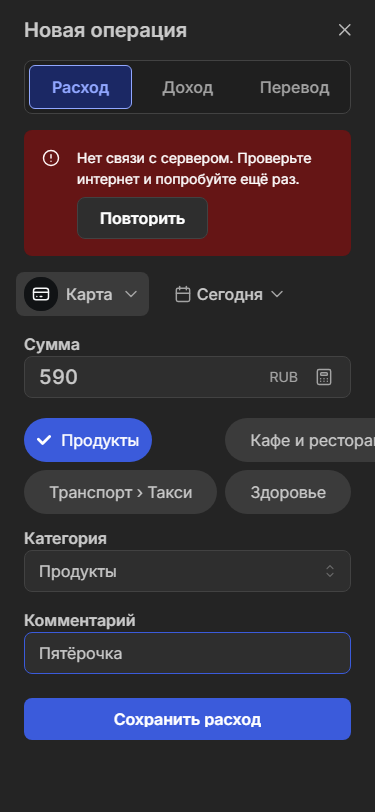 Новая операция
Расход Доход Перевод
Нет связи с сервером. Проверьте
интернет и попробуйте ещё раз.
Повторить
Карта Сегодня
Сумма
590 RUB
Продукты Кафе и рестора
Транспорт › Такси Здоровье
Категория
Продукты
Комментарий
Пятёрочка
Сохранить расход